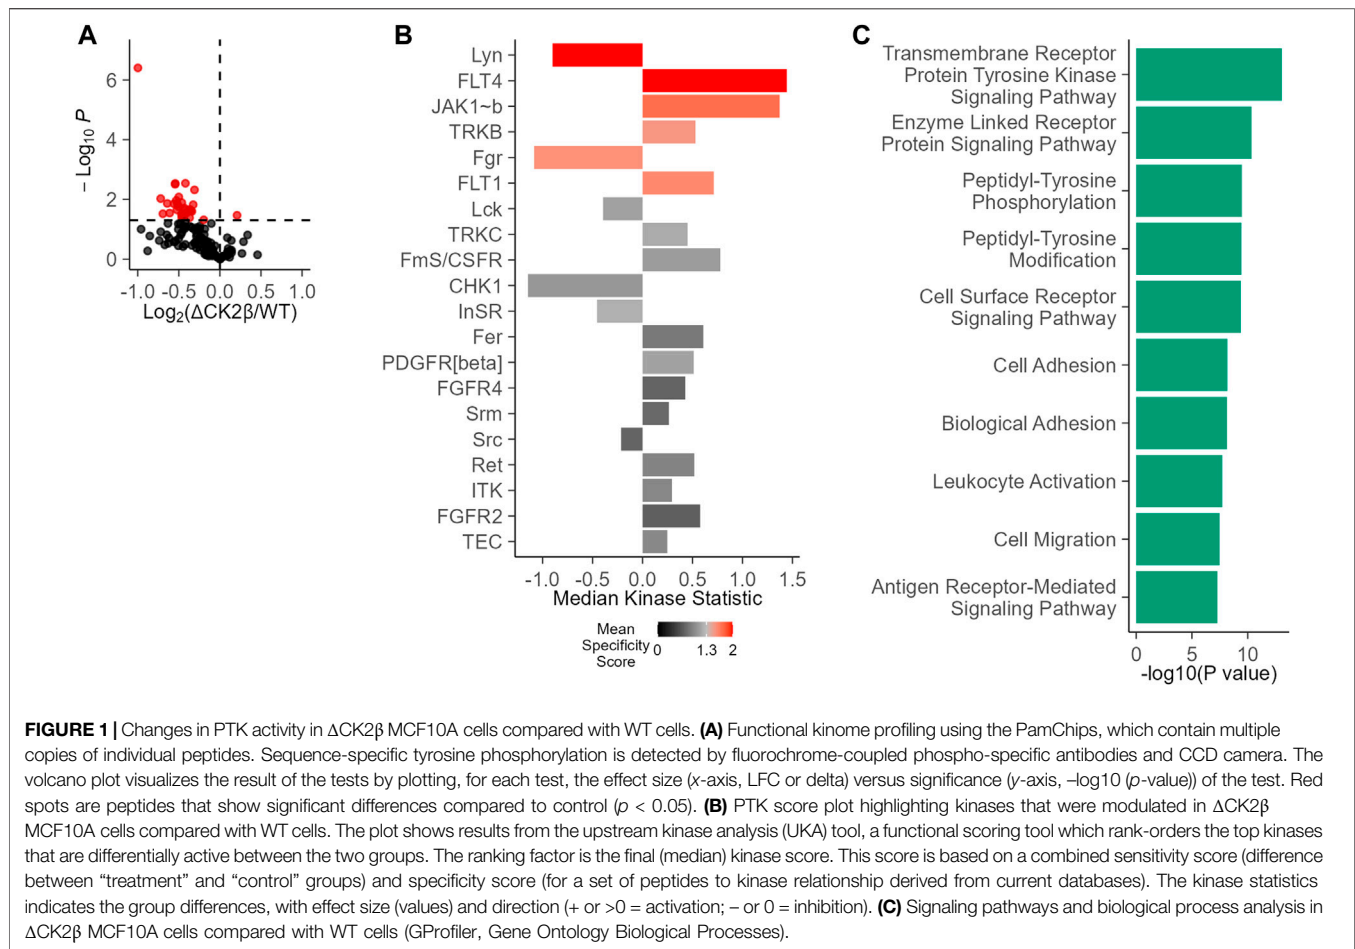 A
− Log10 P
6
4
2
0
-1.0 -0.5 0.0 0.5 1.0
Log2(ΔCK2β/WT)
B
Lyn
FLT4
JAK1~b
TRKB
Fgr
FLT1
Lck
TRKC
FmS/CSFR
CHK1
InSR
Fer
PDGFR[beta]
FGFR4
Srm
Src
Ret
ITK
FGFR2
TEC
-1.0 -0.5 0.0 0.5 1.0 1.5
Median Kinase Statistic
Mean
Specificity
Score
0 1.3 2
C
Transmembrane Receptor
Protein Tyrosine Kinase
Signaling Pathway
Enzyme Linked Receptor
Protein Signaling Pathway
Peptidyl-Tyrosine
Phosphorylation
Peptidyl-Tyrosine
Modification
Cell Surface Receptor
Signaling Pathway
Cell Adhesion
Biological Adhesion
Leukocyte Activation
Cell Migration
Antigen Receptor-Mediated
Signaling Pathway
0 5 10
-log10(P value)
FIGURE 1 | Changes in PTK activity in ΔCK2β MCF10A cells compared with WT cells. (A) Functional kinome profiling using the PamChips, which contain multiple
copies of individual peptides. Sequence-specific tyrosine phosphorylation is detected by fluorochrome-coupled phospho-specific antibodies and CCD camera. The
volcano plot visualizes the result of the tests by plotting, for each test, the effect size (x-axis, LFC or delta) versus significance (y-axis, –log10 (p-value)) of the test. Red
spots are peptides that show significant differences compared to control (p < 0.05). (B) PTK score plot highlighting kinases that were modulated in ΔCK2β
MCF10A cells compared with WT cells. The plot shows results from the upstream kinase analysis (UKA) tool, a functional scoring tool which rank-orders the top kinases
that are differentially active between the two groups. The ranking factor is the final (median) kinase score. This score is based on a combined sensitivity score (difference
between “treatment” and “control” groups) and specificity score (for a set of peptides to kinase relationship derived from current databases). The kinase statistics
indicates the group differences, with effect size (values) and direction (+ or >0 = activation; – or 0 = inhibition). (C) Signaling pathways and biological process analysis in
ΔCK2β MCF10A cells compared with WT cells (GProfiler, Gene Ontology Biological Processes).